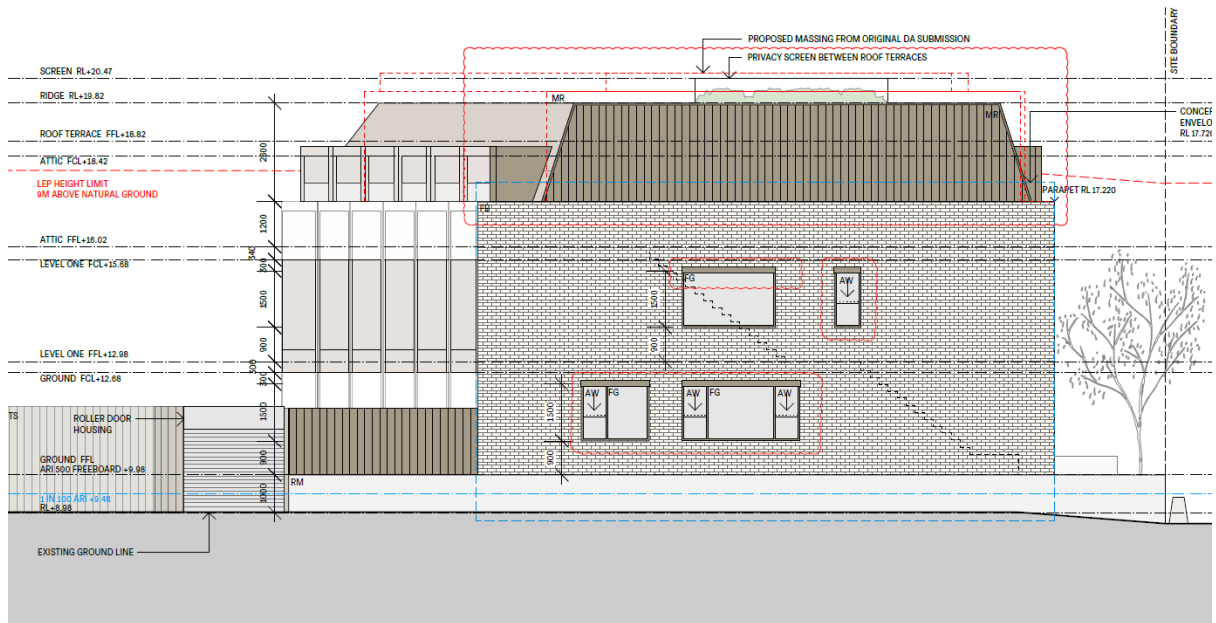 PROPOSED MASSING FROM ORIGINAL DA SUBMISSION
PRIVACY SCREEN BETWEEN ROOF TERRACES
SITE BOUNDARY
SCREEN RL+20.47
RIDGE RL+19.82
MR
MR
CONCEP
ENVELO
RL 17.720
ROOF TERRACE FFL+18.82
2600
ATTIC FCL+18.42
LEP HEIGHT LIMIT
9M ABOVE NATURAL GROUND
PARAPET RL 17.220
FB
1200
ATTIC FFL+16.02
340
LEVEL ONE FCL+15.68
300
FG
AW
1500
1500
900
900
LEVEL ONE FFL+12.98
300
GROUND FCL+12.68
300
AW
FG
AW
FG
AW
1500
1500
TS
ROLLER DOOR
HOUSING
900
900
GROUND FFL
ARI 500 FREEBOARD +9.98
RM
1000
1 IN 100 ARI +9.48
RL+8.98
EXISTING GROUND LINE